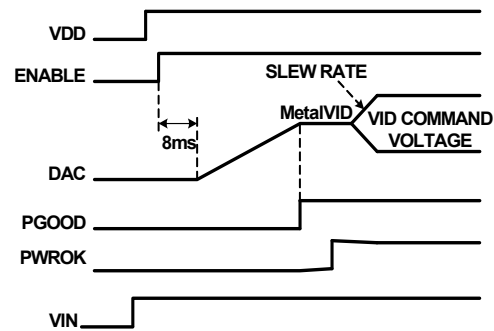 VDD
ENABLE
SLEW RATE
MetalVID
VID COMMAND
VOLTAGE
8ms
DAC
PGOOD
PWROK
VIN